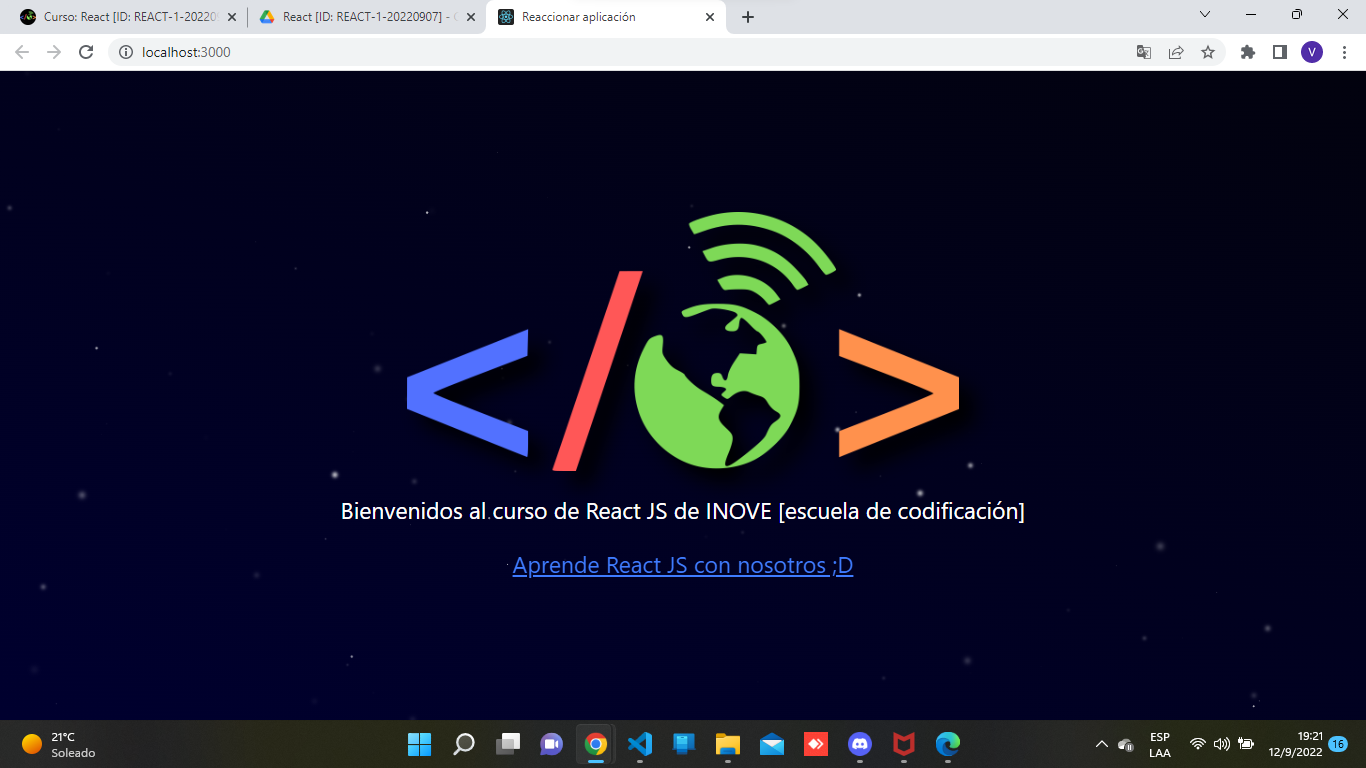 Curso: React [ID: REACT-1-20220
React [ID: REACT-1-20220907] - G
Reaccionar aplicación
localhost:3000
V
</>
Bienvenidos al curso de React JS de INOVE [escuela de codificación]
Aprende React JS con nosotros ;D
21°C
Soleado
ESP
LAA
19:21
12/9/2022
16